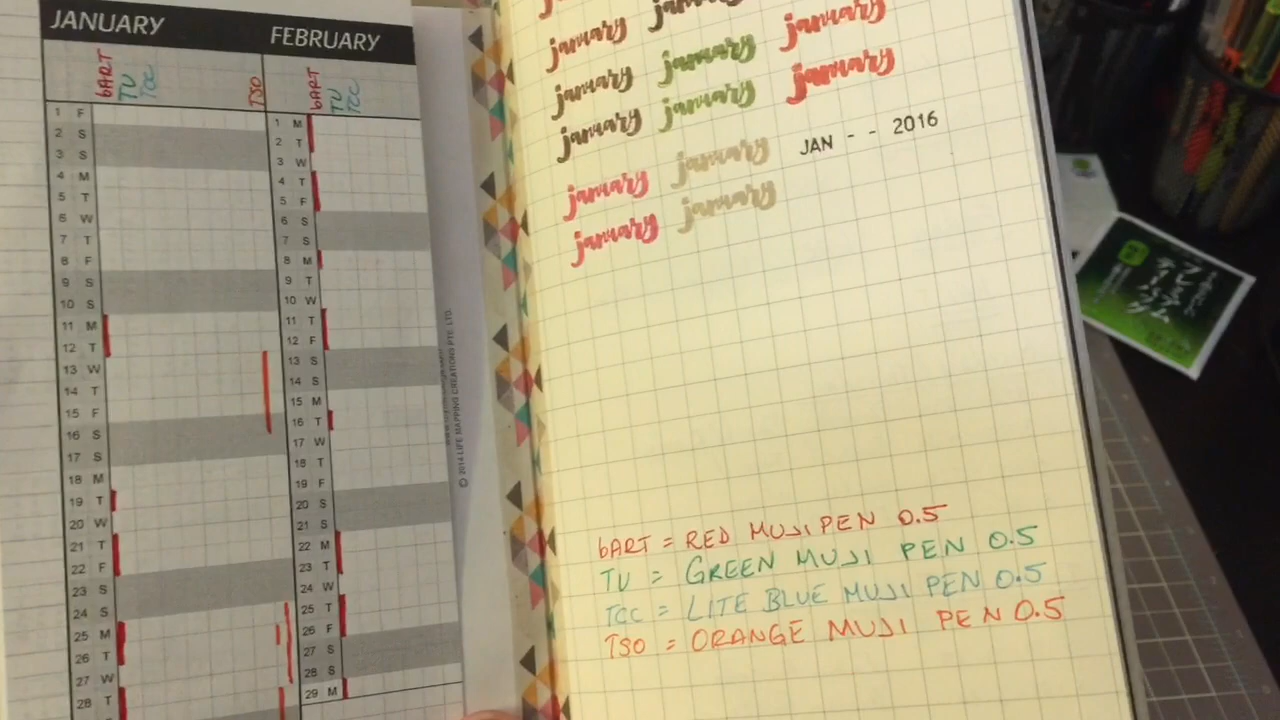 JANUARY
FEBRUARY
bART TU TCC TSO
bART TU TCC
1 F
2 S
3 S
4 M
5 T
6 W
7 T
8 F
9 S
10 S
11 M
12 T
13 W
14 T
15 F
16 S
17 S
18 M
19 T
20 W
21 T
22 F
23 S
24 S
25 M
26 T
27 W
28 T
1 M
2 T
3 W
4 T
5 F
6 S
7 S
8 M
9 T
10 W
11 T
12 F
13 S
14 S
15 M
16 T
17 W
18 T
19 F
20 S
21 S
22 M
23 T
24 W
25 T
26 F
27 S
28 S
29 M
© 2014 LIFE MAPPING CREATIONS PTE. LTD.
january january january
january january january
january january
january january
january
JAN - - 2016
bART = RED MUJI PEN 0.5
TU = GREEN MUJI PEN 0.5
TCC = LITE BLUE MUJI PEN 0.5
TSO = ORANGE MUJI PEN 0.5